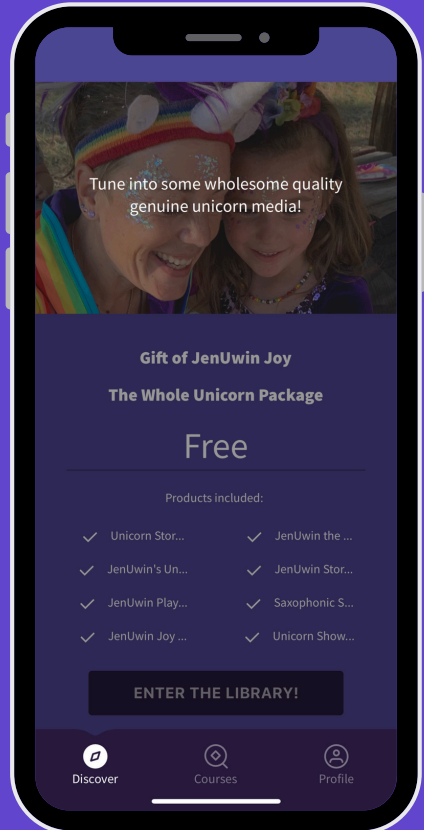 Tune into some wholesome quality
genuine unicorn media!
Gift of JenUwin Joy
The Whole Unicorn Package
Free
Products included:
Unicorn Stor...
JenUwin the ...
JenUwin's Un...
JenUwin Stor...
JenUwin Play...
Saxophonic S...
JenUwin Joy ...
Unicorn Show...
ENTER THE LIBRARY!
Discover
Courses
Profile